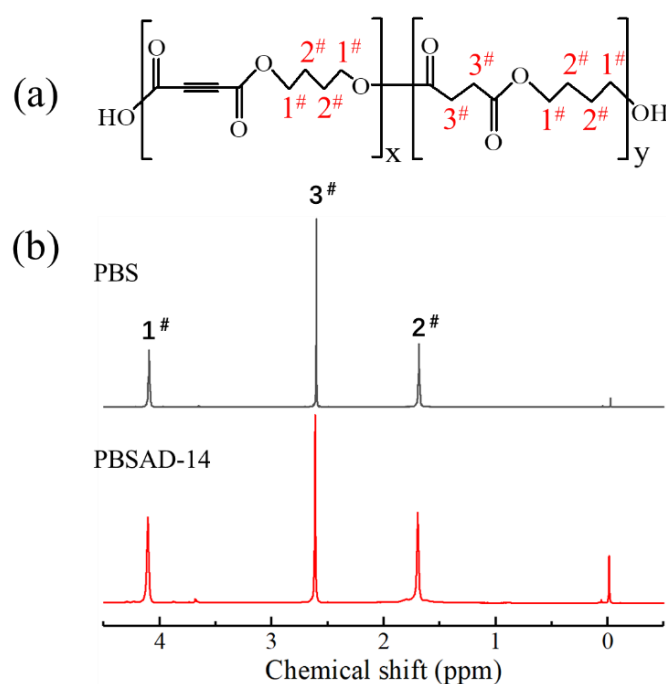 (a)
O
O
2# 1#
O
1# 2#
O
HO
O
x
O
3#
O
2# 1#
3#
O
1# 2#
OH
y
(b)
3#
PBS
1#
2#
PBSAD-14
4 3 2 1 0
Chemical shift (ppm)